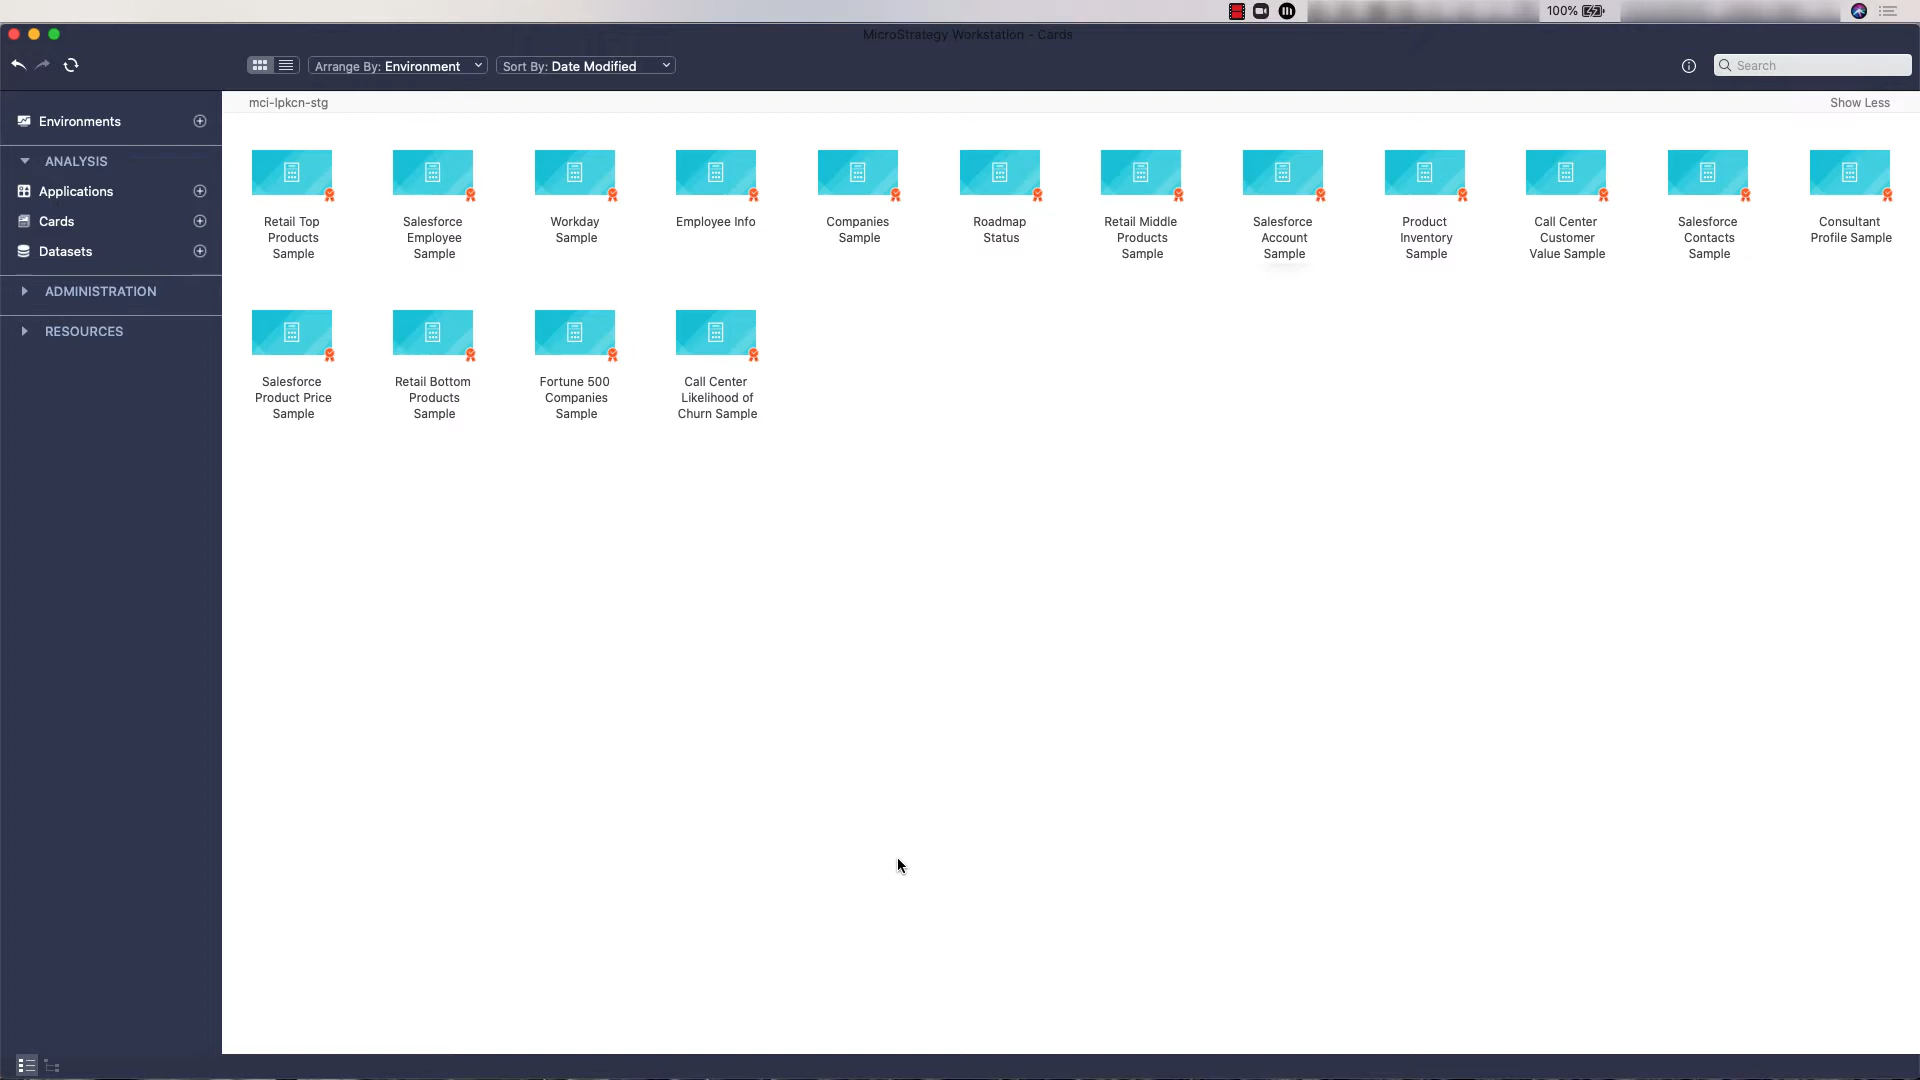 100%
MicroStrategy Workstation - Cards
Arrange By: Environment
Sort By: Date Modified
Search
mci-lpkcn-stg
Show Less
Environments
ANALYSIS
Applications
Cards
Datasets
ADMINISTRATION
RESOURCES
Retail Top
Products
Sample
Salesforce
Employee
Sample
Workday
Sample
Employee Info
Companies
Sample
Roadmap
Status
Retail Middle
Products
Sample
Salesforce
Account
Sample
Product
Inventory
Sample
Call Center
Customer
Value Sample
Salesforce
Contacts
Sample
Consultant
Profile Sample
Salesforce
Product Price
Sample
Retail Bottom
Products
Sample
Fortune 500
Companies
Sample
Call Center
Likelihood of
Churn Sample